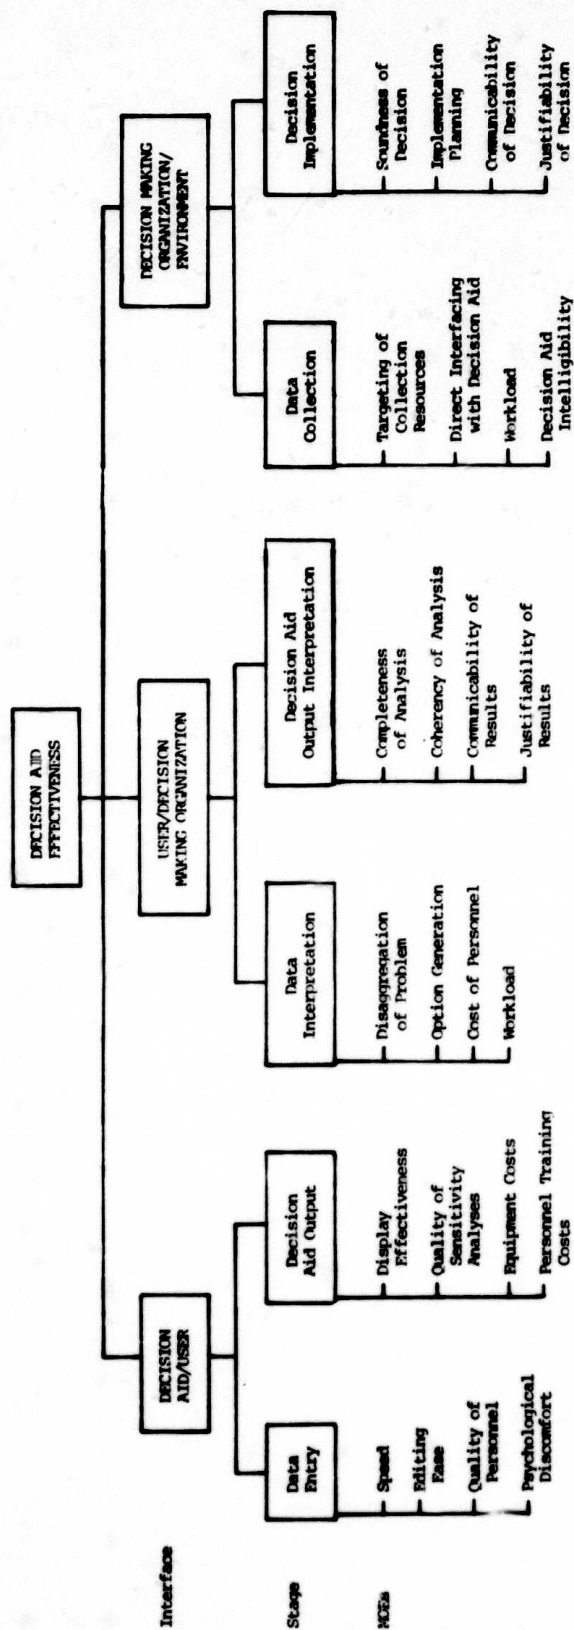 DECISION AID
EFFECTIVENESS
Interface
DECISION
AID/USER
USER/DECISION
MAKING ORGANIZATION
DECISION MAKING
ORGANIZATION/
ENVIRONMENT
Stage
Data
Entry
Decision
Aid Output
Data
Interpretation
Decision Aid
Output Interpretation
Data
Collection
Decision
Implementation
MOEs
Speed
Editing
Ease
Quality of
Personnel
Psychological
Discomfort
Display
Effectiveness
Quality of
Sensitivity
Analyses
Equipment Costs
Personnel Training
Costs
Disaggregation
of Problem
Option Generation
Cost of Personnel
Workload
Completeness
of Analysis
Coherency of Analysis
Communicability of
Results
Justifiability of
Results
Targeting of
Collection
Resources
Direct Interfacing
with Decision Aid
Workload
Decision Aid
Intelligibility
Soundness of
Decision
Implementation
Planning
Communicability
of Decision
Justifiability
of Decision